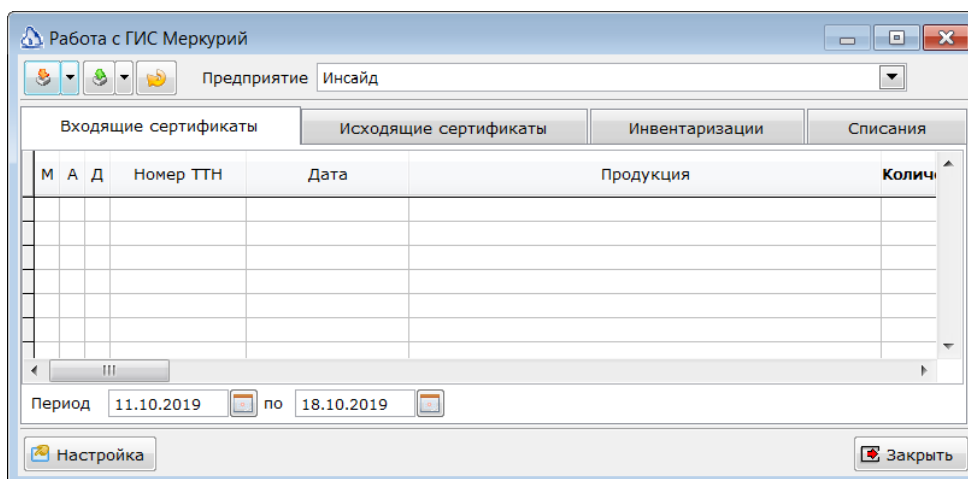 Работа с ГИС Меркурий
Предприятие Инсайд
Входящие сертификаты Исходящие сертификаты Инвентаризации Списания
М А Д Номер ТТН Дата Продукция Колич
Период 11.10.2019 по 18.10.2019
Настройка Закрыть